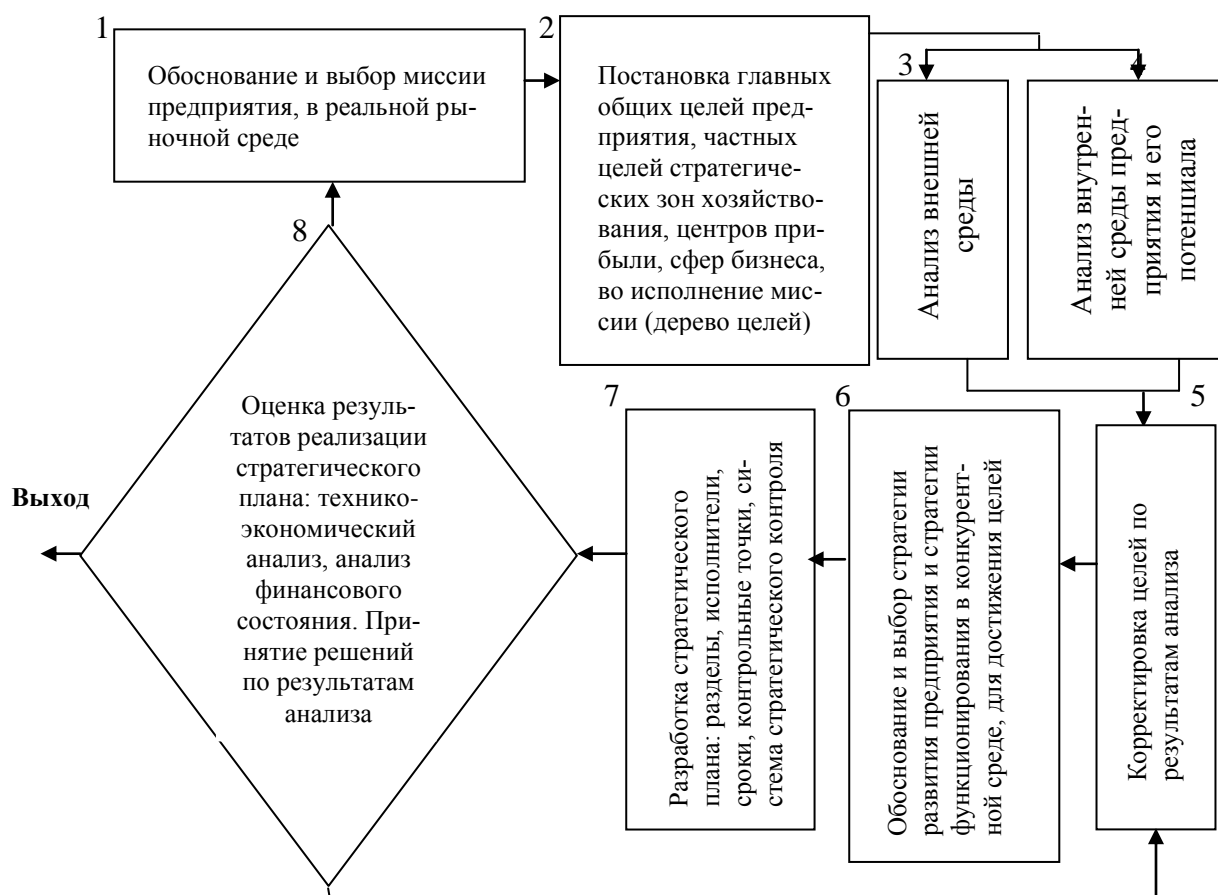 1
Обоснование и выбор миссии
предприятия, в реальной ры-
ночной среде
2
Постановка главных
общих целей пред-
приятия, частных
целей стратегиче-
ских зон хозяйство-
вания, центров при-
были, сфер бизнеса,
во исполнение мис-
сии (дерево целей)
3
Анализ внешней
среды
4
Анализ внутрен-
ней среды пред-
приятия и его
потенциала
5
Корректировка целей по
результатам анализа
6
Обоснование и выбор стратегии
развития предприятия и стратегии
функционирования в конкурент-
ной среде, для достижения целей
7
Разработка стратегического
плана: разделы, исполнители,
сроки, контрольные точки, си-
стема стратегического контроля
8
Оценка резуль-
татов реализации
стратегического
плана: технико-
экономический
анализ, анализ
финансового
состояния. При-
нятие решений
по результатам
анализа
Выход